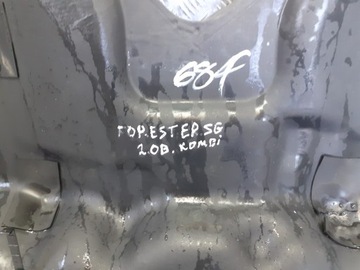 684
FORESTER SG
2.0B. KOMBI